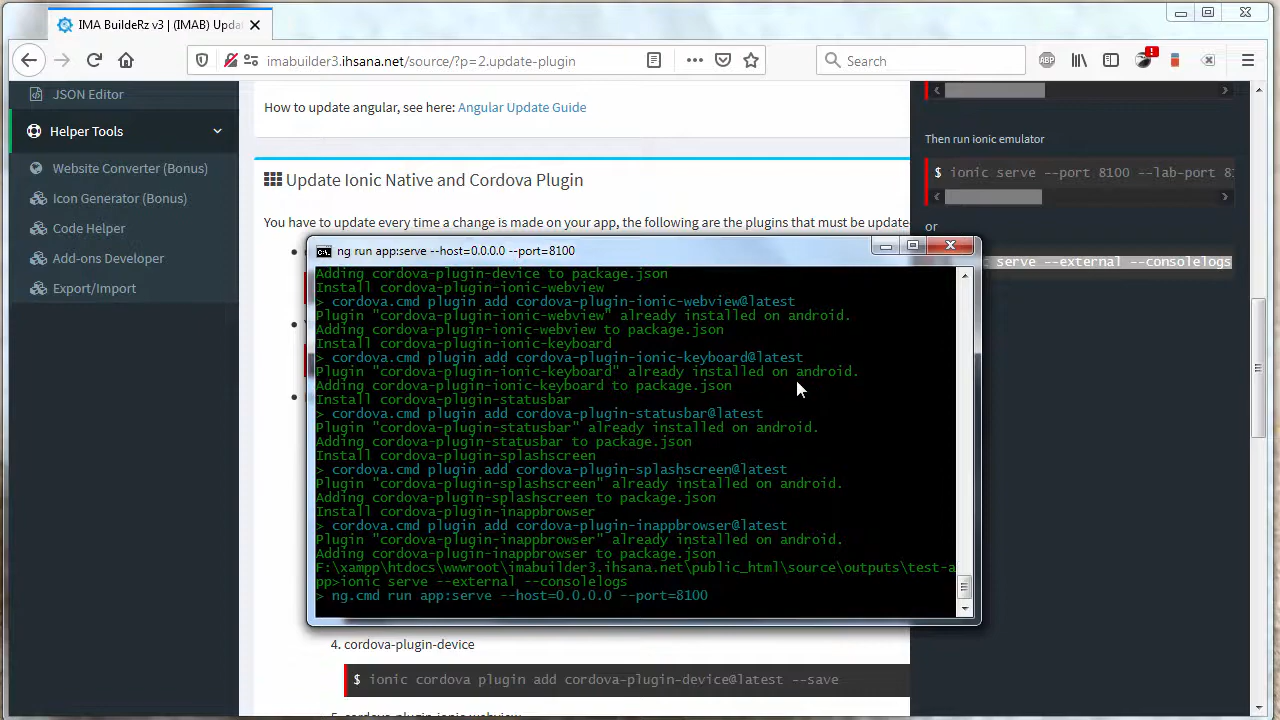 IMA BuildeRz v3 | (IMAB) Upda
imabuilder3.ihsana.net/source/?p=2.update-plugin
Search
ABP
!
JSON Editor
Helper Tools
Website Converter (Bonus)
Icon Generator (Bonus)
Code Helper
Add-ons Developer
Export/Import
How to update angular, see here: Angular Update Guide
Update Ionic Native and Cordova Plugin
You have to update every time a change is made on your app, the following are the plugins that must be update
Then run ionic emulator
$ ionic serve --port 8100 --lab-port 81
or
serve --external --consolelogs
ng run app:serve --host=0.0.0.0 --port=8100
Adding cordova-plugin-device to package.json
Install cordova-plugin-ionic-webview
> cordova.cmd plugin add cordova-plugin-ionic-webview@latest
Plugin "cordova-plugin-ionic-webview" already installed on android.
Adding cordova-plugin-ionic-webview to package.json
Install cordova-plugin-ionic-keyboard
> cordova.cmd plugin add cordova-plugin-ionic-keyboard@latest
Plugin "cordova-plugin-ionic-keyboard" already installed on android.
Adding cordova-plugin-ionic-keyboard to package.json
Install cordova-plugin-statusbar
> cordova.cmd plugin add cordova-plugin-statusbar@latest
Plugin "cordova-plugin-statusbar" already installed on android.
Adding cordova-plugin-statusbar to package.json
Install cordova-plugin-splashscreen
> cordova.cmd plugin add cordova-plugin-splashscreen@latest
Plugin "cordova-plugin-splashscreen" already installed on android.
Adding cordova-plugin-splashscreen to package.json
Install cordova-plugin-inappbrowser
> cordova.cmd plugin add cordova-plugin-inappbrowser@latest
Plugin "cordova-plugin-inappbrowser" already installed on android.
Adding cordova-plugin-inappbrowser to package.json
F:\xampp\htdocs\wwwroot\imabuilder3.ihsana.net\public_html\source\outputs\test-a
pp>ionic serve --external --consolelogs
> ng.cmd run app:serve --host=0.0.0.0 --port=8100
4. cordova-plugin-device
$ ionic cordova plugin add cordova-plugin-device@latest --save
5. cordova-plugin-ionic-webview